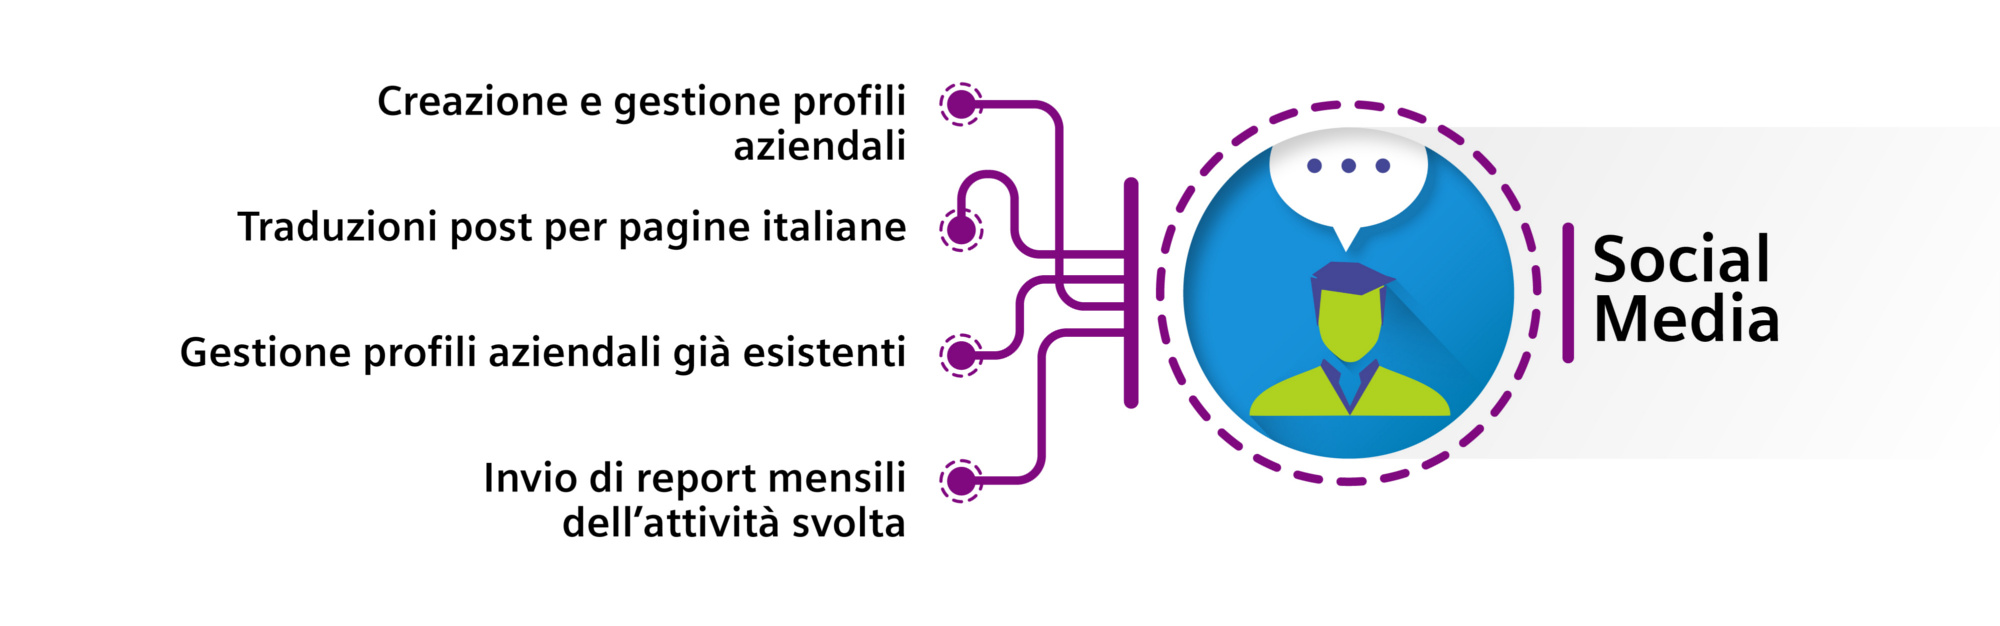 Creazione e gestione profili
aziendali
Traduzioni post per pagine italiane
Gestione profili aziendali già esistenti
Invio di report mensili
dell’attività svolta
Social
Media